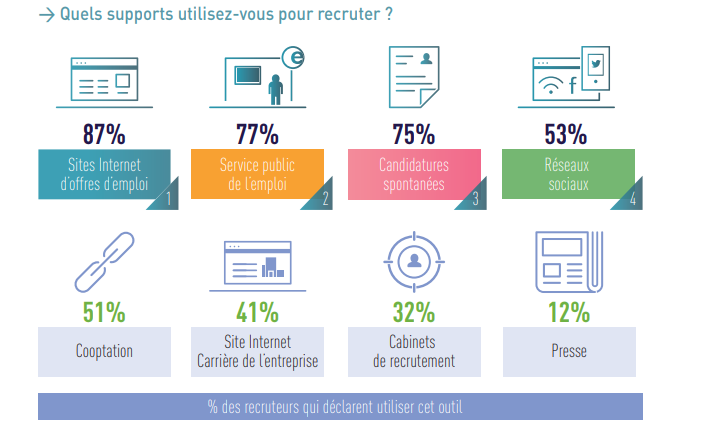 → Quels supports utilisez-vous pour recruter ?
e
f
87%
77%
75%
53%
Sites Internet
d'offres d'emploi
1
Service public
de l'emploi
2
Candidatures
spontanées
3
Réseaux
sociaux
4
51%
41%
32%
12%
Cooptation
Site Internet
Carrière de l'entreprise
Cabinets
de recrutement
Presse
% des recruteurs qui déclarent utiliser cet outil